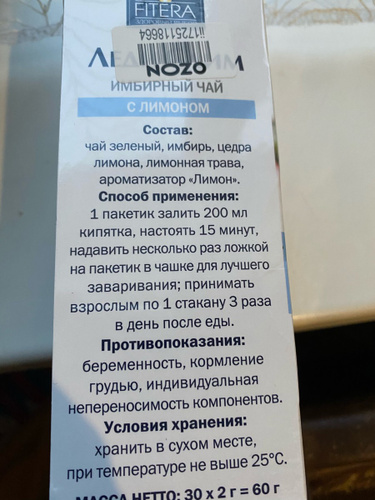 FITERA
ii1725118664
NOZO
ИМБИРНЫЙ ЧАЙ
С ЛИМОНОМ
Состав:
чай зеленый, имбирь, цедра
лимона, лимонная трава,
ароматизатор «Лимон».
Способ применения:
1 пакетик залить 200 мл
кипятка, настоять 15 минут,
надавить несколько раз ложкой
на пакетик в чашке для лучшего
заваривания; принимать
взрослым по 1 стакану 3 раза
в день после еды.
Противопоказания:
беременность, кормление
грудью, индивидуальная
непереносимость компонентов.
Условия хранения:
хранить в сухом месте,
при температуре не выше 25°С.
МАССА НЕТТО: 30 х 2 г = 60 г